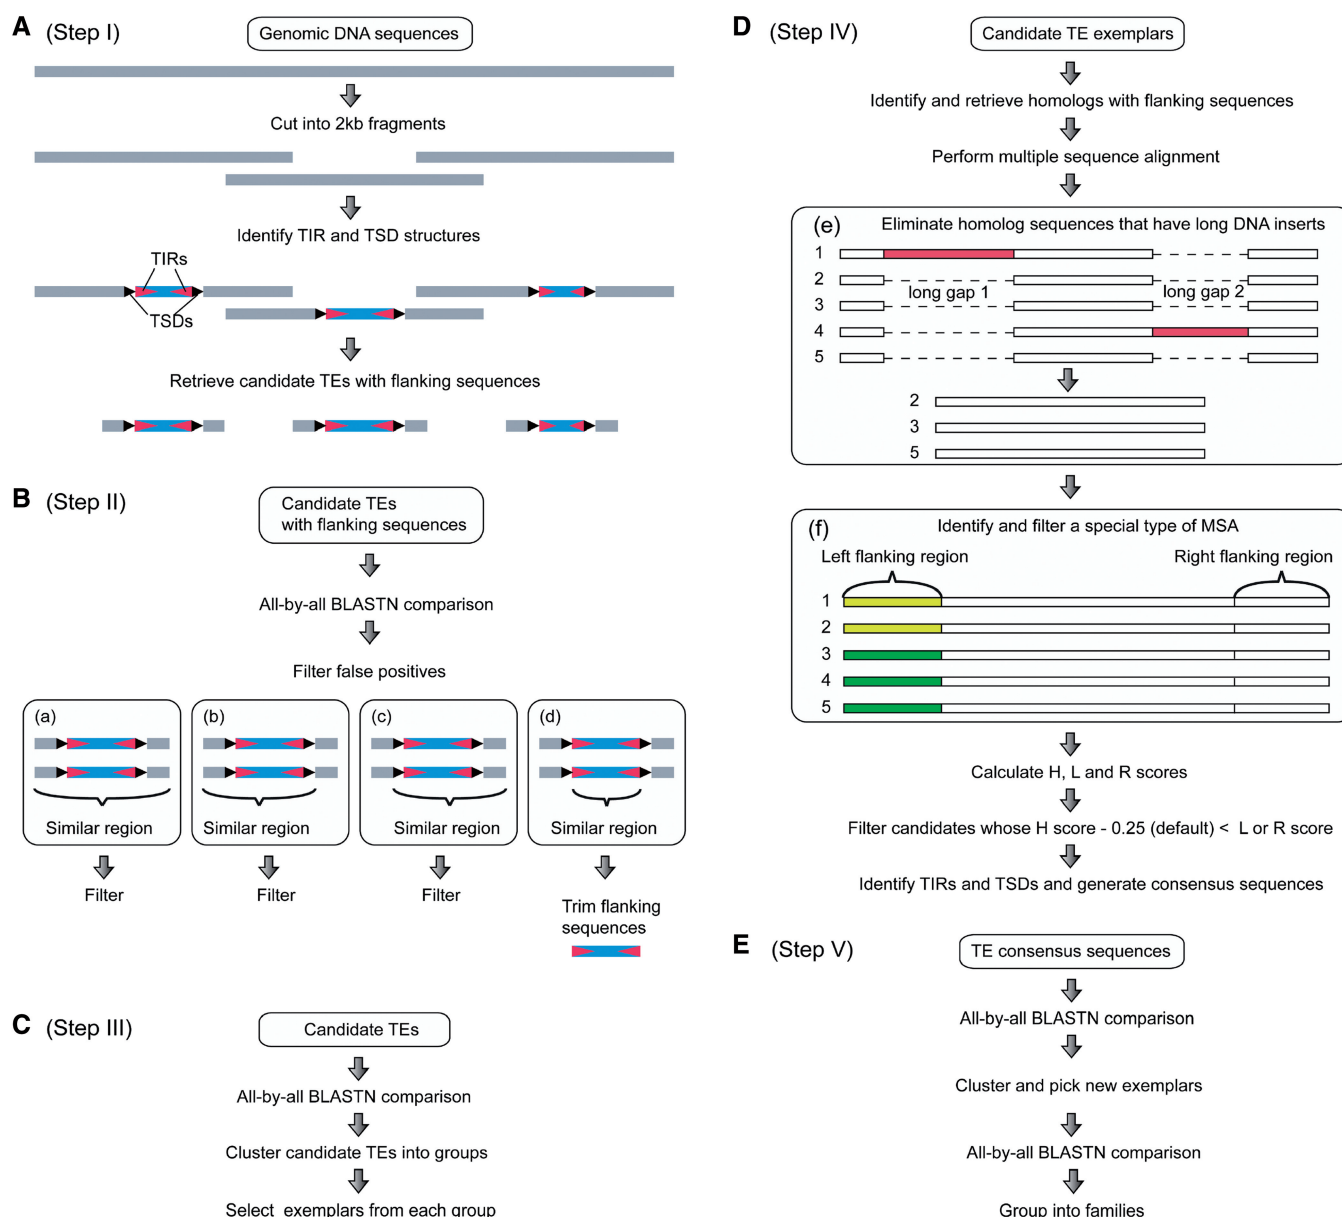 A (Step I)
Genomic DNA sequences
Cut into 2kb fragments
Identify TIR and TSD structures
TIRs
TSDs
Retrieve candidate TEs with flanking sequences
B (Step II)
Candidate TEs
with flanking sequences
All-by-all BLASTN comparison
Filter false positives
(a)
Similar region
Filter
(b)
Similar region
Filter
(c)
Similar region
Filter
(d)
Similar region
Trim flanking
sequences
C (Step III)
Candidate TEs
All-by-all BLASTN comparison
Cluster candidate TEs into groups
Select exemplars from each group
D (Step IV)
Candidate TE exemplars
Identify and retrieve homologs with flanking sequences
Perform multiple sequence alignment
(e) Eliminate homolog sequences that have long DNA inserts
1
2
long gap 1 long gap 2
3
4
5
2
3
5
(f) Identify and filter a special type of MSA
Left flanking region Right flanking region
1
2
3
4
5
Calculate H, L and R scores
Filter candidates whose H score - 0.25 (default) < L or R score
Identify TIRs and TSDs and generate consensus sequences
E (Step V)
TE consensus sequences
All-by-all BLASTN comparison
Cluster and pick new exemplars
All-by-all BLASTN comparison
Group into families